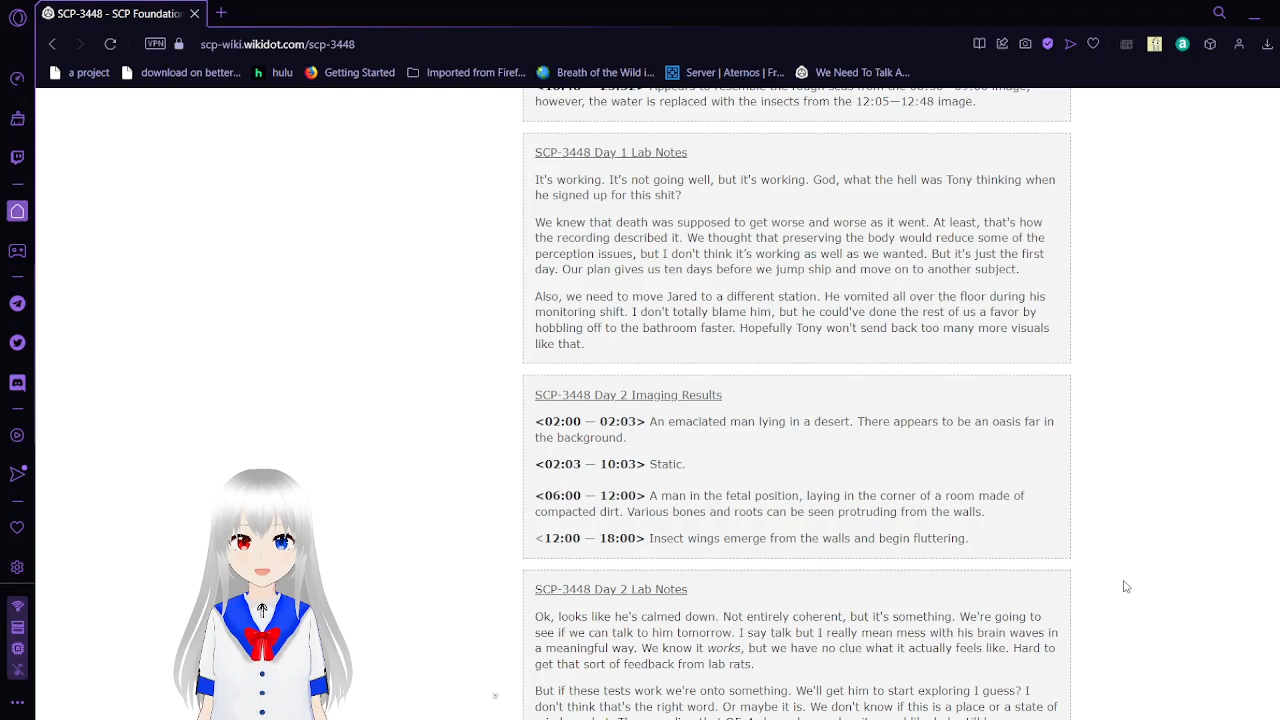 SCP-3448 - SCP Foundation
VPN
scp-wiki.wikidot.com/scp-3448
a project
download on better...
hulu
Getting Started
Imported from Firef...
Breath of the Wild i...
Server | Aternos | Fr...
We Need To Talk A...
however, the water is replaced with the insects from the 12:05—12:48 image.
SCP-3448 Day 1 Lab Notes
It's working. It's not going well, but it's working. God, what the hell was Tony thinking when
he signed up for this shit?
We knew that death was supposed to get worse and worse as it went. At least, that's how
the recording described it. We thought that preserving the body would reduce some of the
perception issues, but I don't think it's working as well as we wanted. But it's just the first
day. Our plan gives us ten days before we jump ship and move on to another subject.
Also, we need to move Jared to a different station. He vomited all over the floor during his
monitoring shift. I don't totally blame him, but he could've done the rest of us a favor by
hobbling off to the bathroom faster. Hopefully Tony won't send back too many more visuals
like that.
SCP-3448 Day 2 Imaging Results
<02:00 — 02:03> An emaciated man lying in a desert. There appears to be an oasis far in
the background.
<02:03 — 10:03> Static.
<06:00 — 12:00> A man in the fetal position, laying in the corner of a room made of
compacted dirt. Various bones and roots can be seen protruding from the walls.
<12:00 — 18:00> Insect wings emerge from the walls and begin fluttering.
SCP-3448 Day 2 Lab Notes
Ok, looks like he's calmed down. Not entirely coherent, but it's something. We're going to
see if we can talk to him tomorrow. I say talk but I really mean mess with his brain waves in
a meaningful way. We know it works, but we have no clue what it actually feels like. Hard to
get that sort of feedback from lab rats.
But if these tests work we're onto something. We'll get him to start exploring I guess? I
don't think that's the right word. Or maybe it is. We don't know if this is a place or a state of